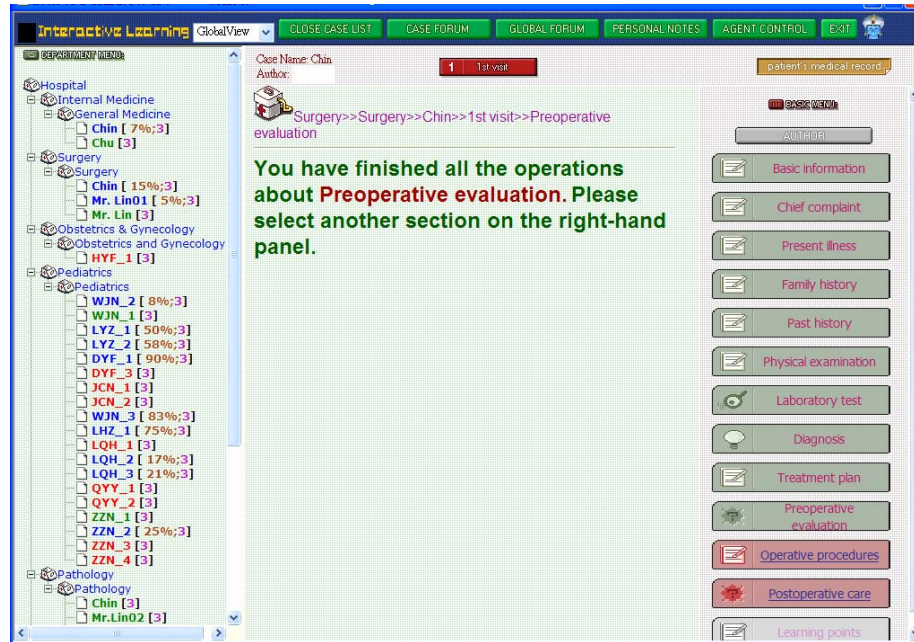 Interactive Learning GlobalView CLOSE CASE LIST CASE FORUM GLOBAL FORUM PERSONAL NOTES AGENT CONTROL EXIT
DEPARTMENT MENU:
Hospital
Internal Medicine
General Medicine
Chin [ 7%;3]
Chu [3]
Surgery
Surgery
Chin [ 15%;3]
Mr. Lin01 [ 5%;3]
Mr. Lin [3]
Obstetrics & Gynecology
Obstetrics and Gynecology
HYF_1 [3]
Pediatrics
Pediatrics
WJN_2 [ 8%;3]
WJN_1 [3]
LYZ_1 [ 50%;3]
LYZ_2 [ 58%;3]
DYF_1 [ 90%;3]
DYF_3 [3]
JCN_1 [3]
JCN_2 [3]
WJN_3 [ 83%;3]
LHZ_1 [ 75%;3]
LQH_1 [3]
LQH_2 [ 17%;3]
LQH_3 [ 21%;3]
QYY_1 [3]
QYY_2 [3]
ZZN_1 [3]
ZZN_2 [ 25%;3]
ZZN_3 [3]
ZZN_4 [3]
Pathology
Pathology
Chin [3]
Mr.Lin02 [3]
Case Name: Chin
Author:
1 1st visit
patient's medical record
Surgery>>Surgery>>Chin>>1st visit>>Preoperative
evaluation
You have finished all the operations
about Preoperative evaluation. Please
select another section on the right-hand
panel.
BASIC MENU:
AUTHOR
Basic information
Chief complaint
Present illness
Family history
Past history
Physical examination
Laboratory test
Diagnosis
Treatment plan
Preoperative
evaluation
Operative procedures
Postoperative care
Learning points